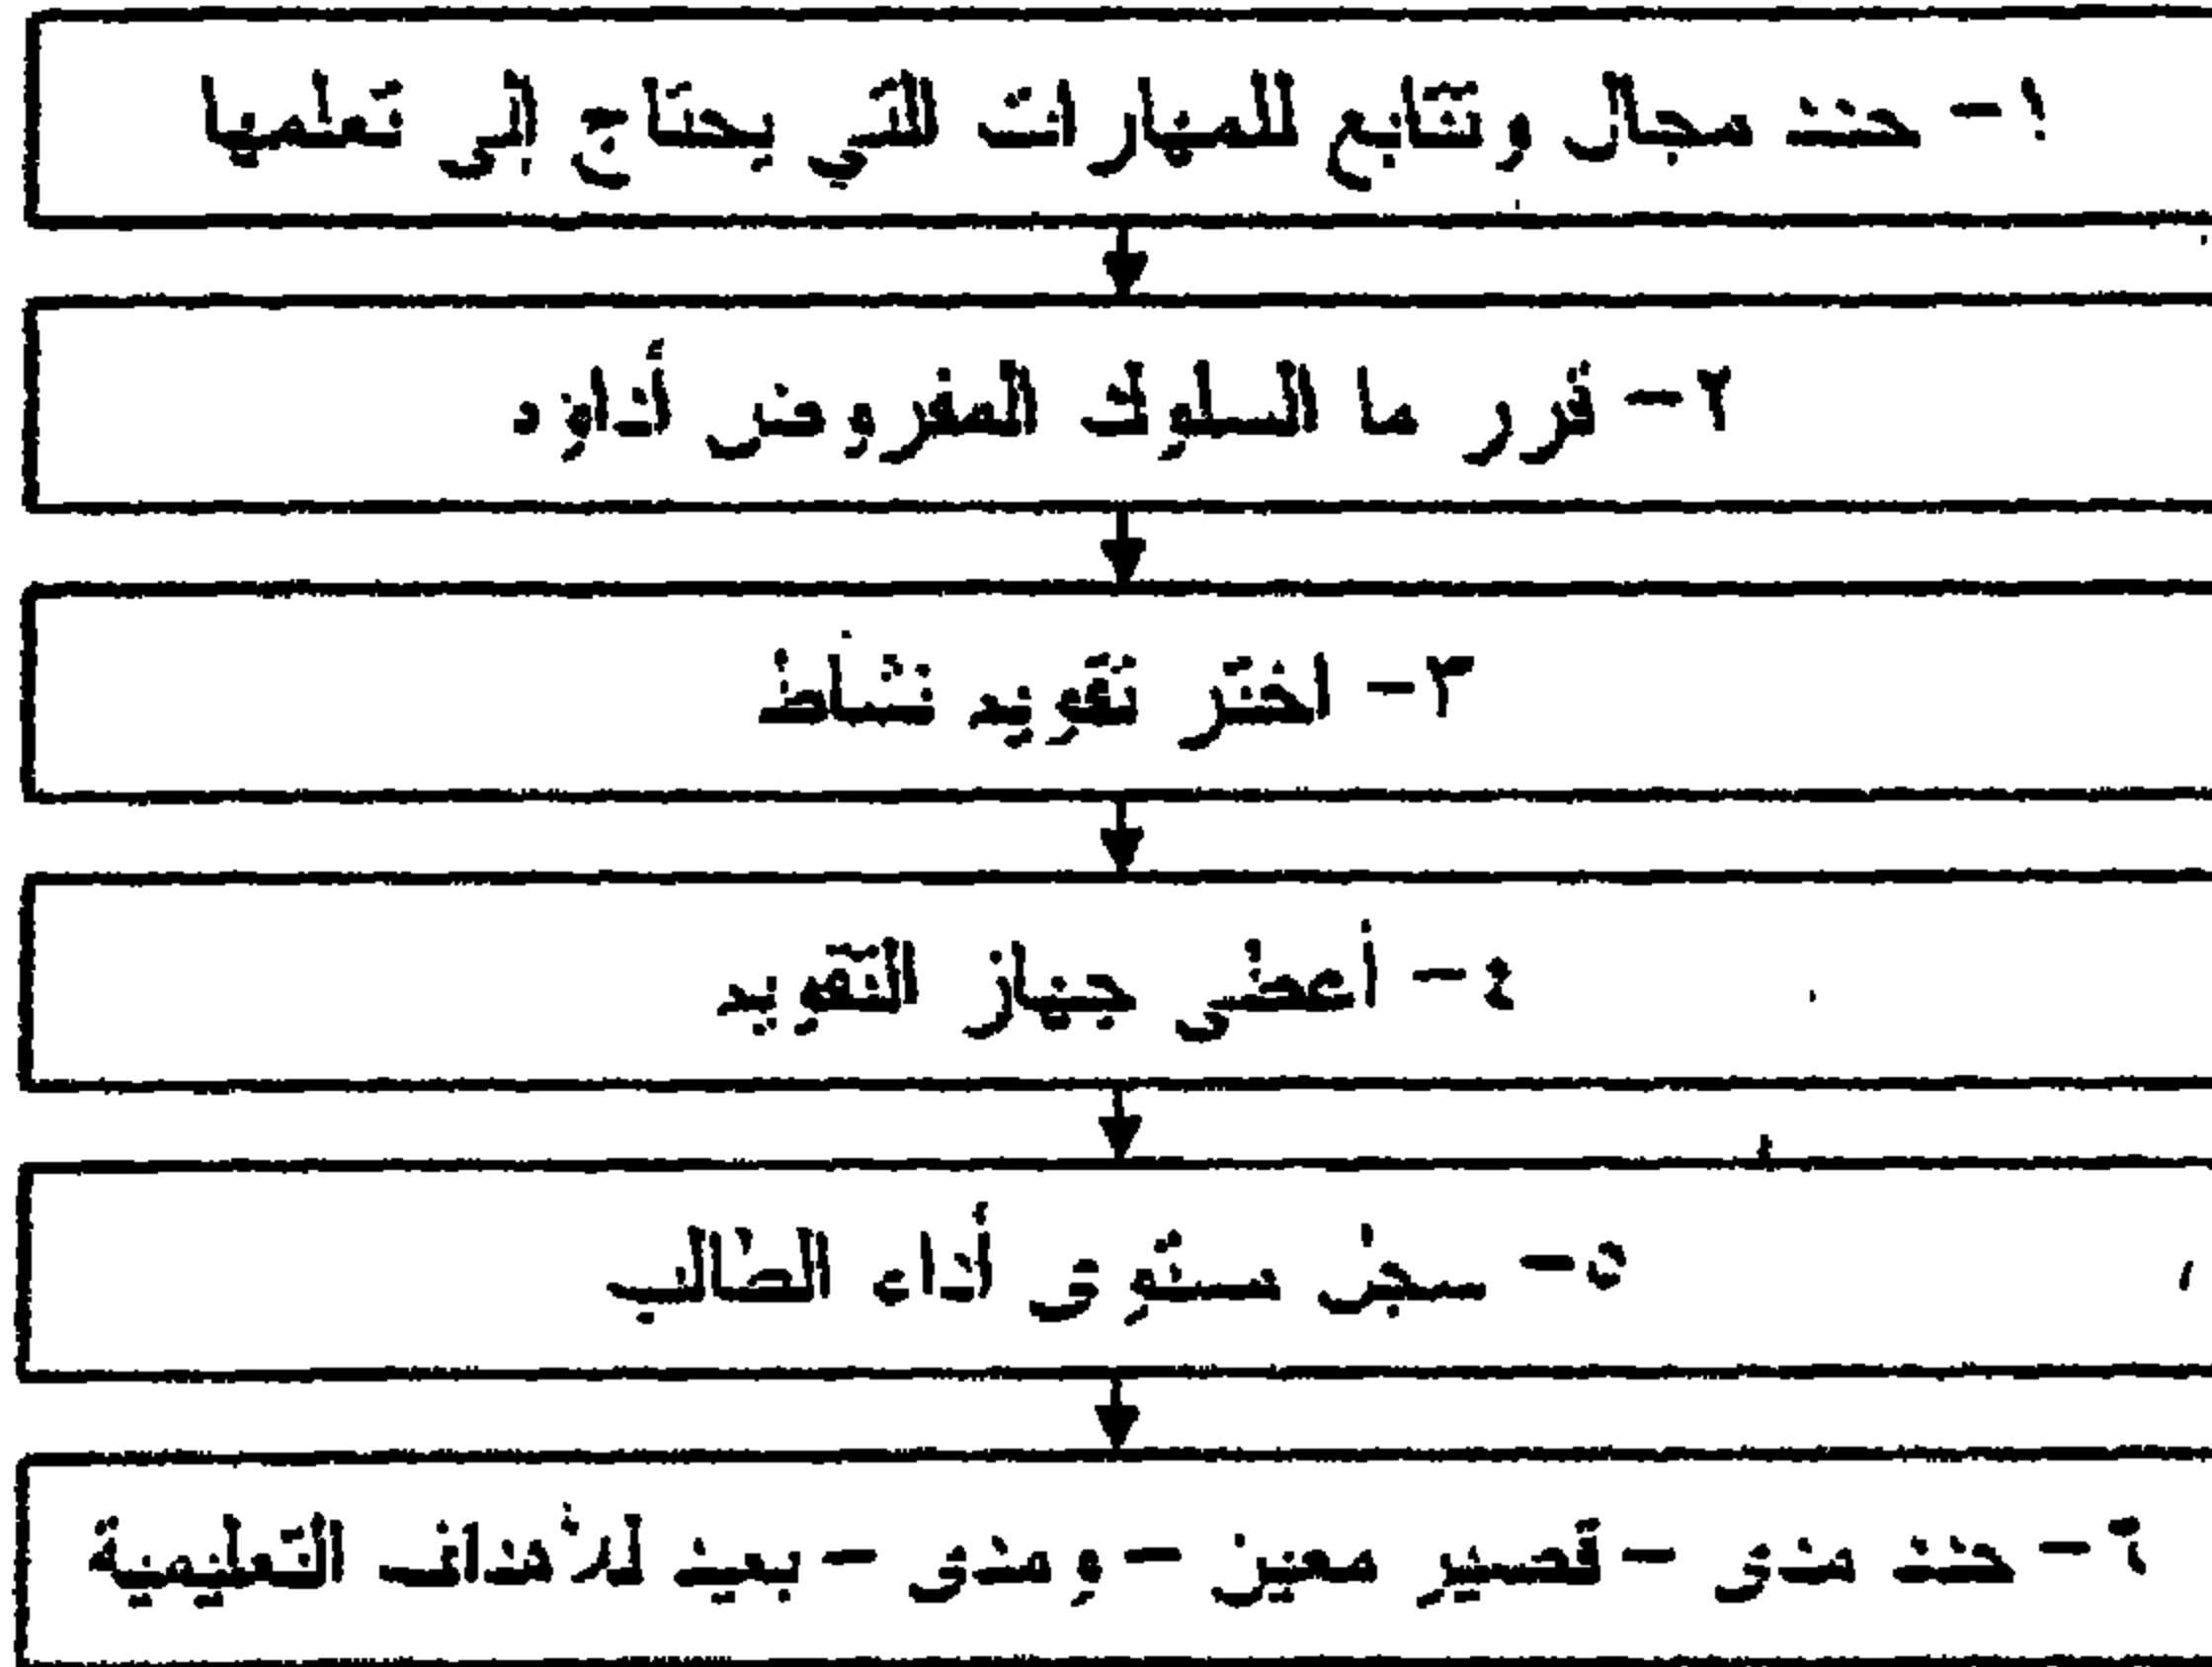 ١- حدد مجال وتتابع المهارات التي يحتاج إلى تعلمها
٢- قرر ما السلوك المفروض أداؤه
٣- اختر تقويم نشاط
٤- أعطى جهاز التقويم
٥- سجل مستوى أداء الطالب
٦- حدد مدى - قصير معين - ومدى - بعيد للأهداف التعليمية